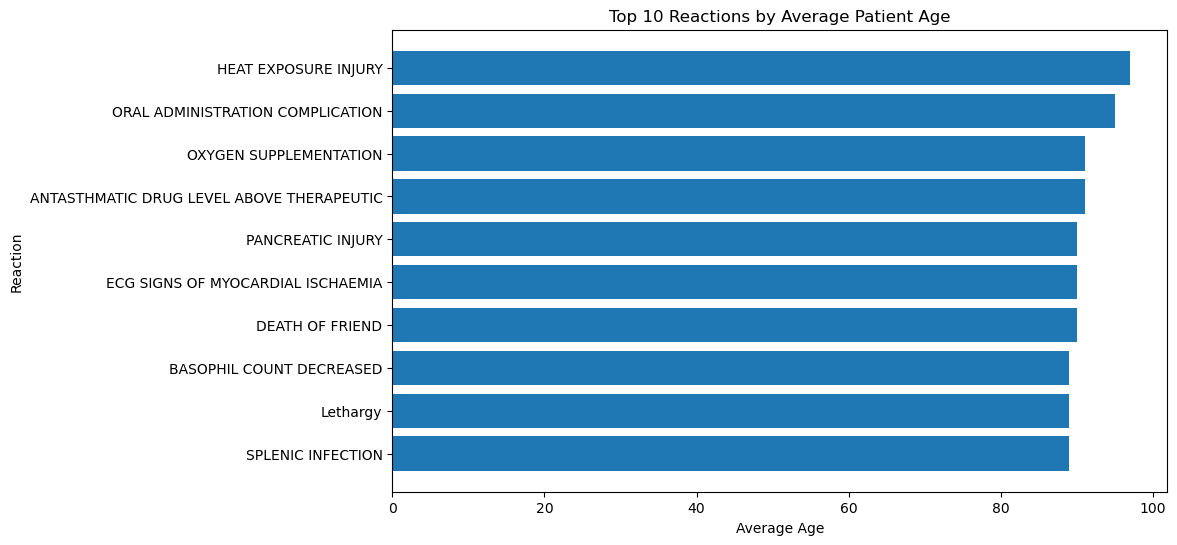 Top 10 Reactions by Average Patient Age
HEAT EXPOSURE INJURY
ORAL ADMINISTRATION COMPLICATION
OXYGEN SUPPLEMENTATION
ANTASTHMATIC DRUG LEVEL ABOVE THERAPEUTIC
PANCREATIC INJURY
ECG SIGNS OF MYOCARDIAL ISCHAEMIA
DEATH OF FRIEND
BASOPHIL COUNT DECREASED
Lethargy
SPLENIC INFECTION
Reaction
0 20 40 60 80 100
Average Age